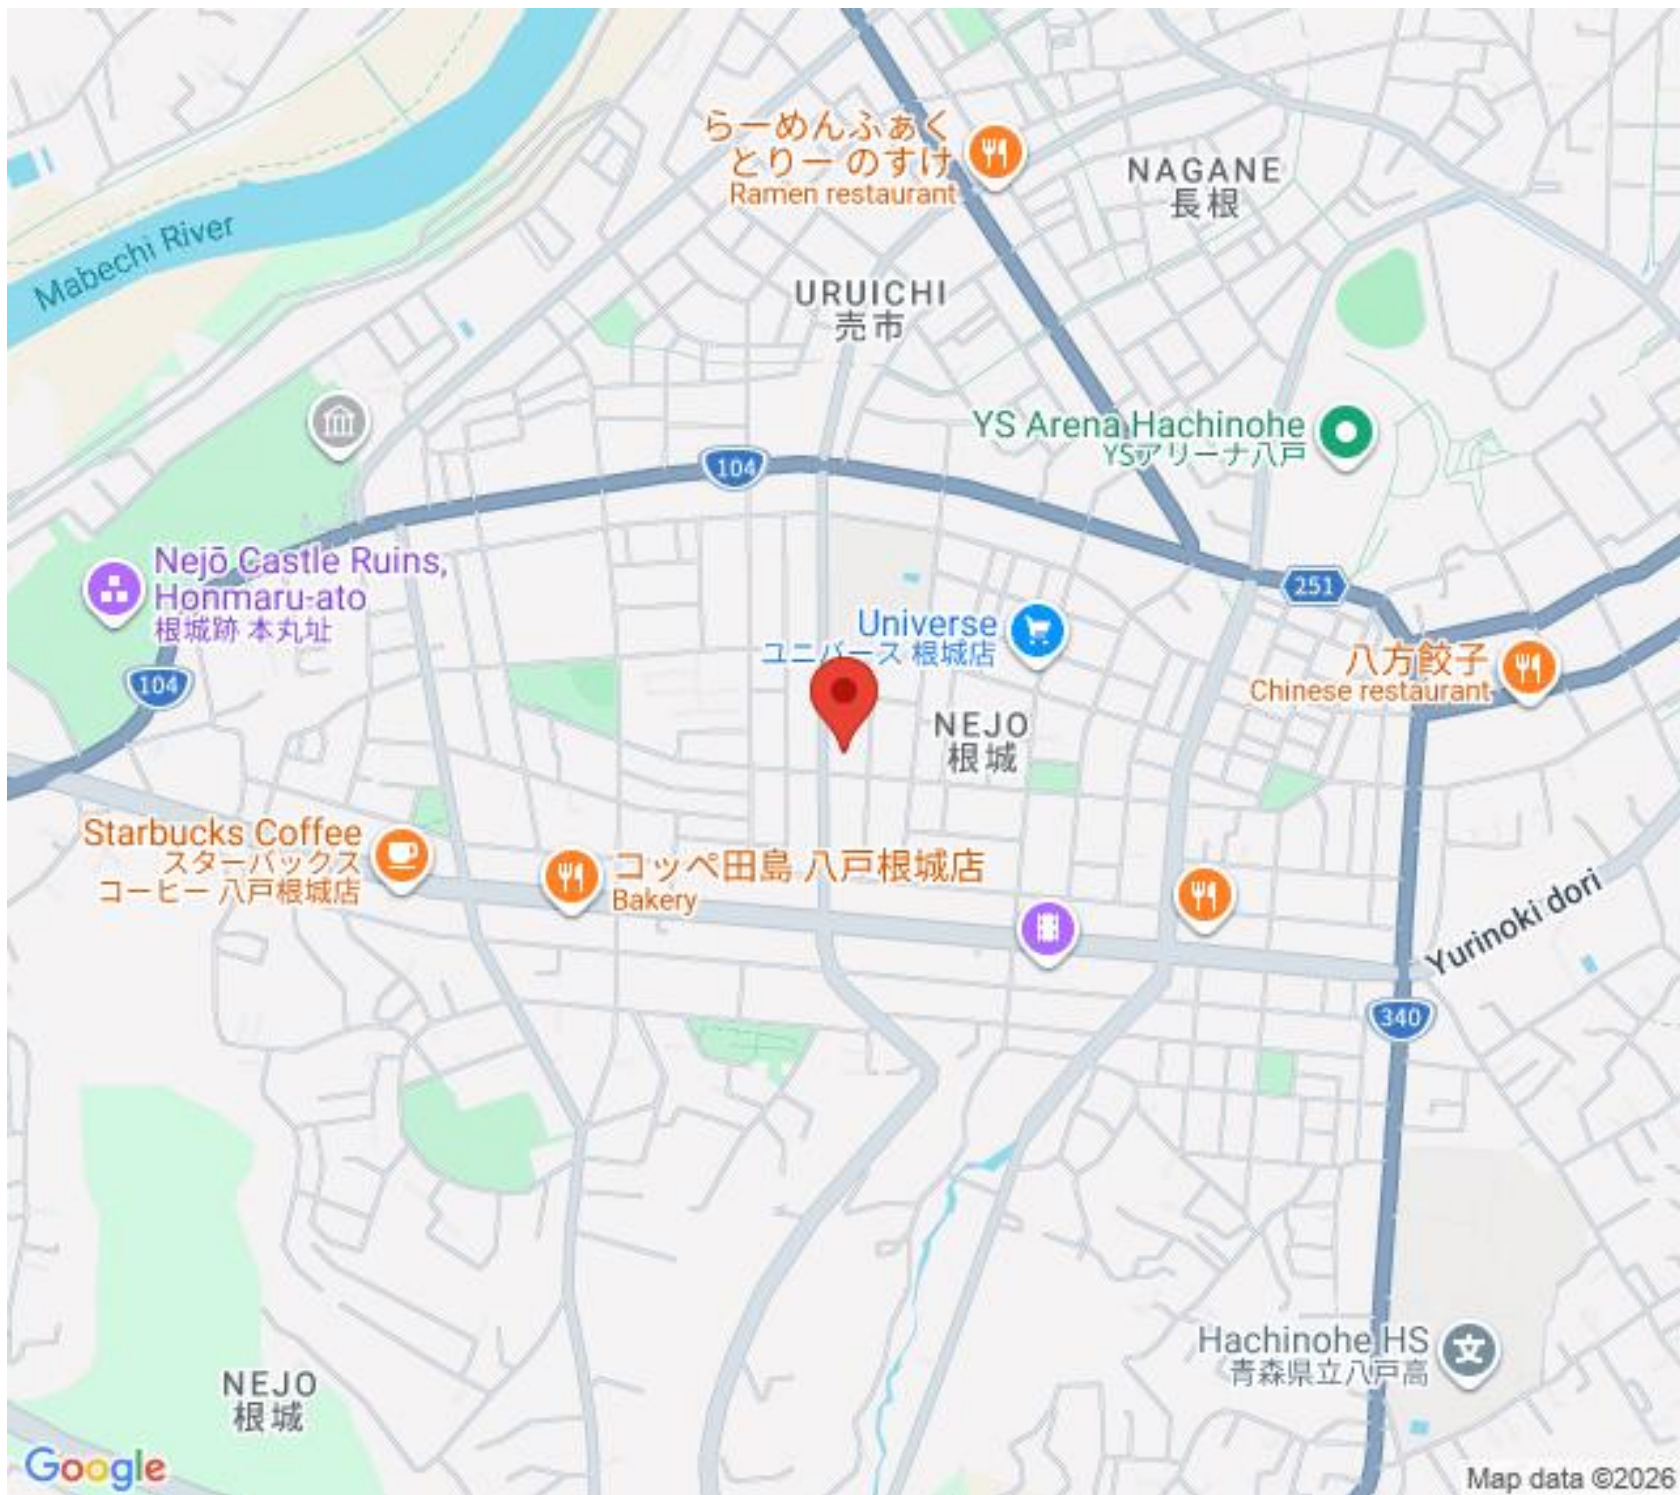 らーめんふぁく
とりー のすけ
Ramen restaurant
NAGANE
長根
Mabechi River
URUICHI
売市
YS Arena Hachinohe
YSアリーナ八戸
104
Nejō Castle Ruins,
Honmaru-ato
根城跡 本丸址
251
Universe
ユニバース 根城店
八方餃子
Chinese restaurant
104
NEJO
根城
Starbucks Coffee
スターバックス
コーヒー 八戸根城店
コッペ田島 八戸根城店
Bakery
Yurinoki dori
340
Hachinohe HS
青森県立八戸高
文
NEJO
根城
Google
Map data ©2026